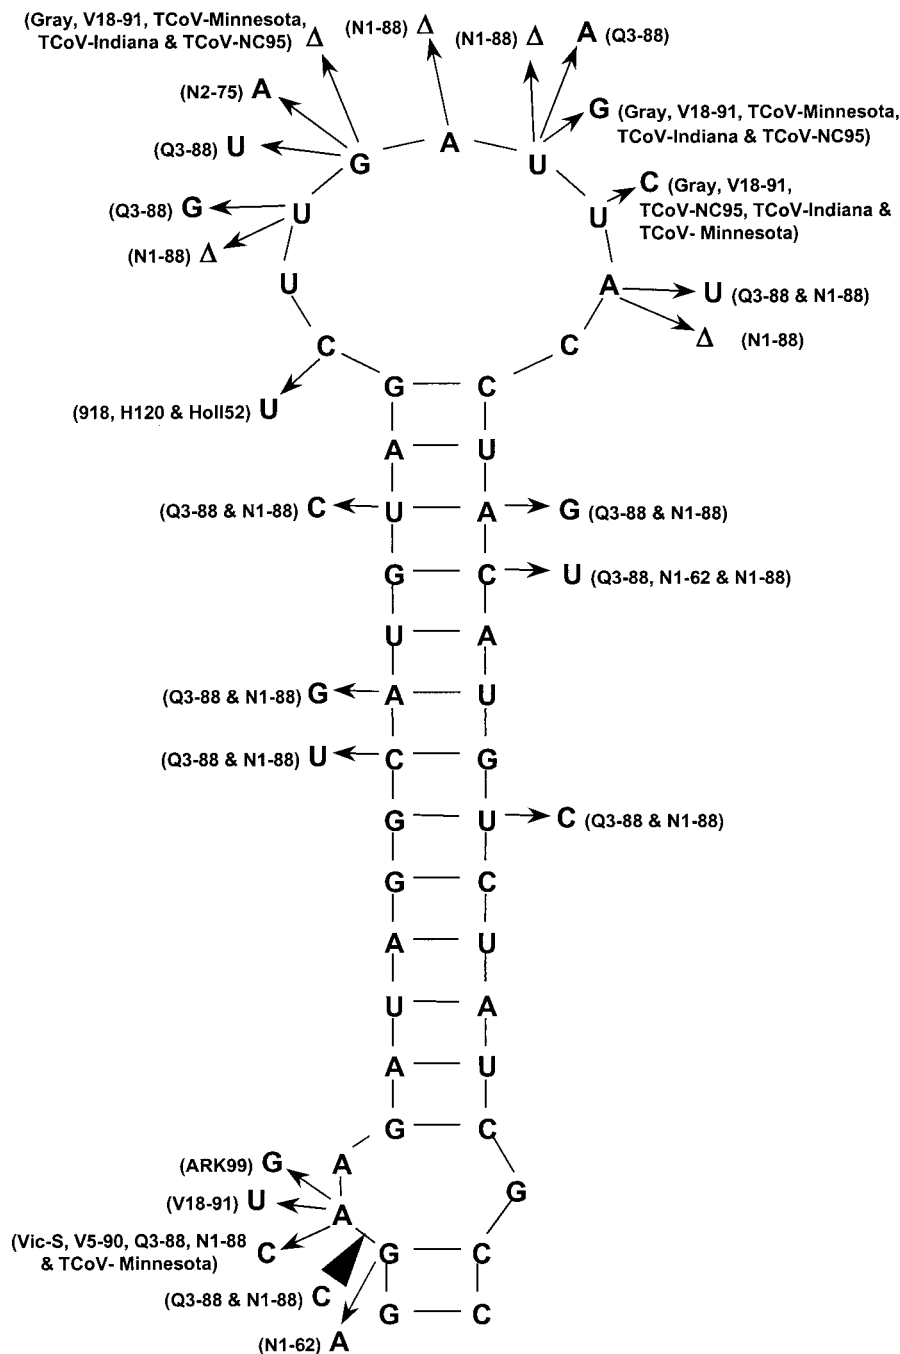 (Gray, V18-91, TCoV-Minnesota,
TCoV-Indiana & TCoV-NC95) Δ
(N1-88) Δ
(N1-88) Δ
A (Q3-88)
(N2-75) A
G (Gray, V18-91, TCoV-Minnesota,
TCoV-Indiana & TCoV-NC95)
(Q3-88) U
G A U
C (Gray, V18-91,
TCoV-NC95, TCoV-Indiana &
TCoV- Minnesota)
(Q3-88) G U U
(N1-88) Δ
U A U (Q3-88 & N1-88)
Δ (N1-88)
C C
G C
(918, H120 & Holl52) U
A U
(Q3-88 & N1-88) C U A G (Q3-88 & N1-88)
G C U (Q3-88, N1-62 & N1-88)
U A
(Q3-88 & N1-88) G A U
(Q3-88 & N1-88) U C G
G U C (Q3-88 & N1-88)
G C
A U
U A
A U
G C
(ARK99) G A
G
(V18-91) U A
(Vic-S, V5-90, Q3-88, N1-88
& TCoV- Minnesota) C G C
(Q3-88 & N1-88) C
G C
(N1-62) A